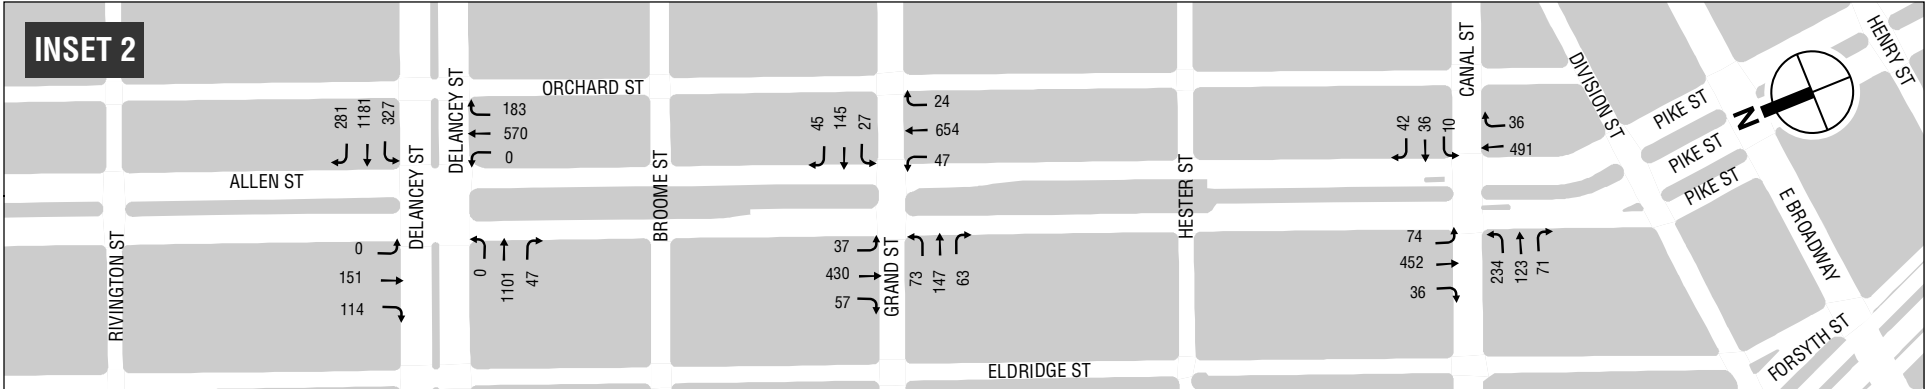 INSET 2
HENRY ST
CANAL ST
DIVISION ST
DELANCEY ST
ORCHARD ST
PIKE ST
N
281
1181
327
183
570
0
45
145
27
24
654
47
42
36
10
36
491
PIKE ST
PIKE ST
ALLEN ST
DELANCEY ST
BROOME ST
HESTER ST
E BROADWAY
RIVINGTON ST
0
151
114
0
1101
47
37
430
57
GRAND ST
73
147
63
74
452
36
234
123
71
ELDRIDGE ST
FORSYTH ST